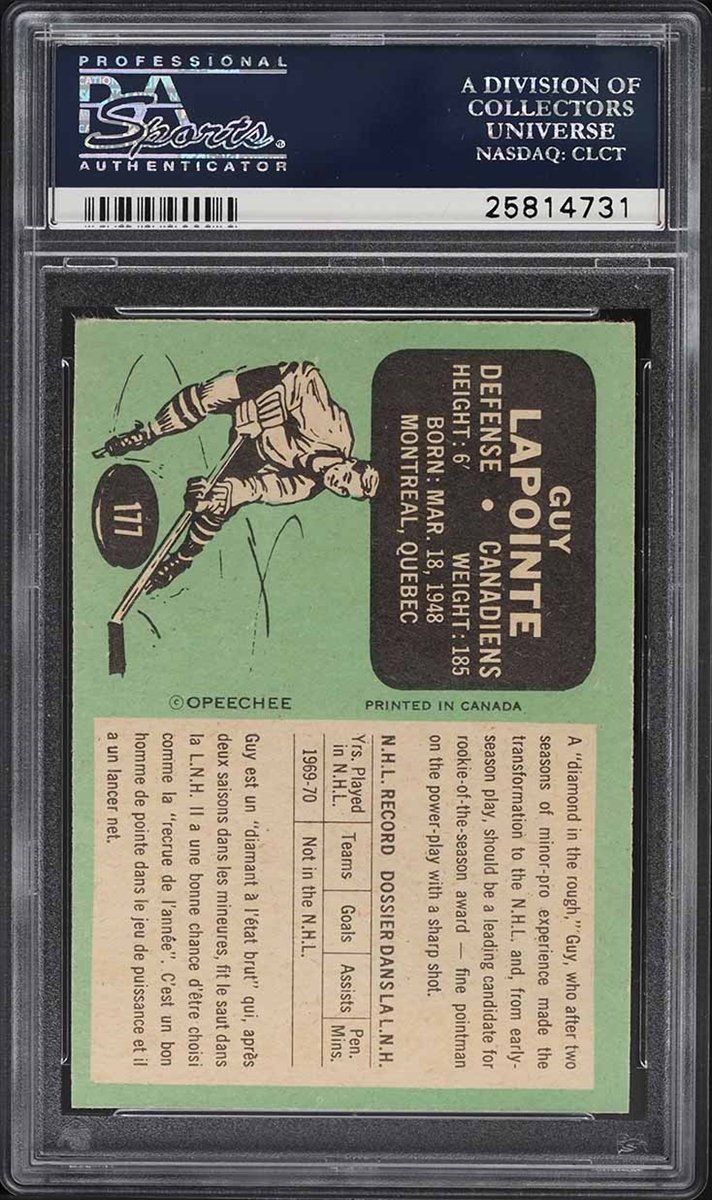 PROFESSIONAL
PSA
Sports
AUTHENTICATOR
A DIVISION OF
COLLECTORS
UNIVERSE
NASDAQ: CLCT
25814731
GUY
LAPOINTE
DEFENSE • CANADIENS
HEIGHT: 6' WEIGHT: 185
BORN: MAR. 18, 1948
MONTREAL, QUEBEC
177
©OPEECHEE
PRINTED IN CANADA
A "diamond in the rough," Guy, who after two
seasons of minor-pro experience made the
transformation to the N.H.L. and, from early-
season play, should be a leading candidate for
rookie-of-the-season award — fine pointman
on the power-play with a sharp shot.
N.H.L. RECORD DOSSIER DANS LA L.N.H.
Yrs. Played in N.H.L. Teams Goals Assists Pen. Mins.
1969-70 Not in the N.H.L.
Guy est un "diamant à l'état brut" qui, après
deux saisons dans les mineures, fit le saut dans
la L.N.H. Il a une bonne chance d'être choisi
comme la "recrue de l'année". C'est un bon
homme de pointe dans le jeu de puissance et il
a un lancer net.